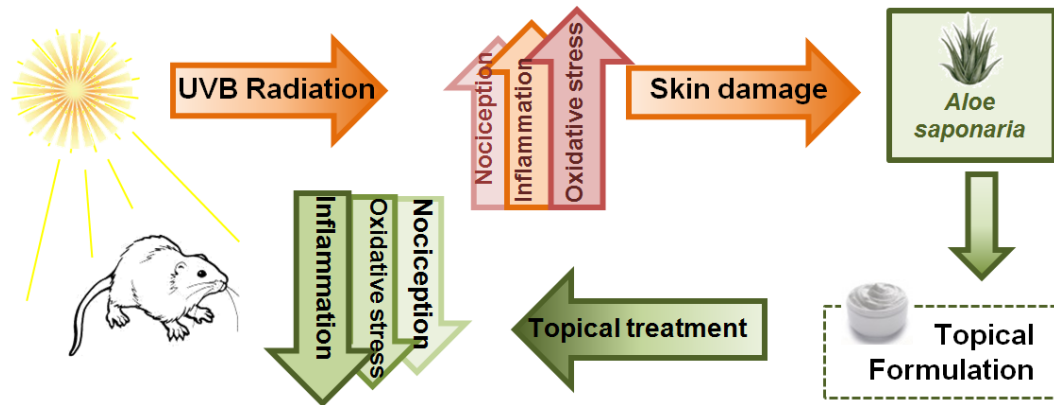 UVB Radiation
Nociception
Inflammation
Oxidative stress
Skin damage
Aloe
saponaria
Topical
Formulation
Topical treatment
Inflammation
Oxidative stress
Nociception